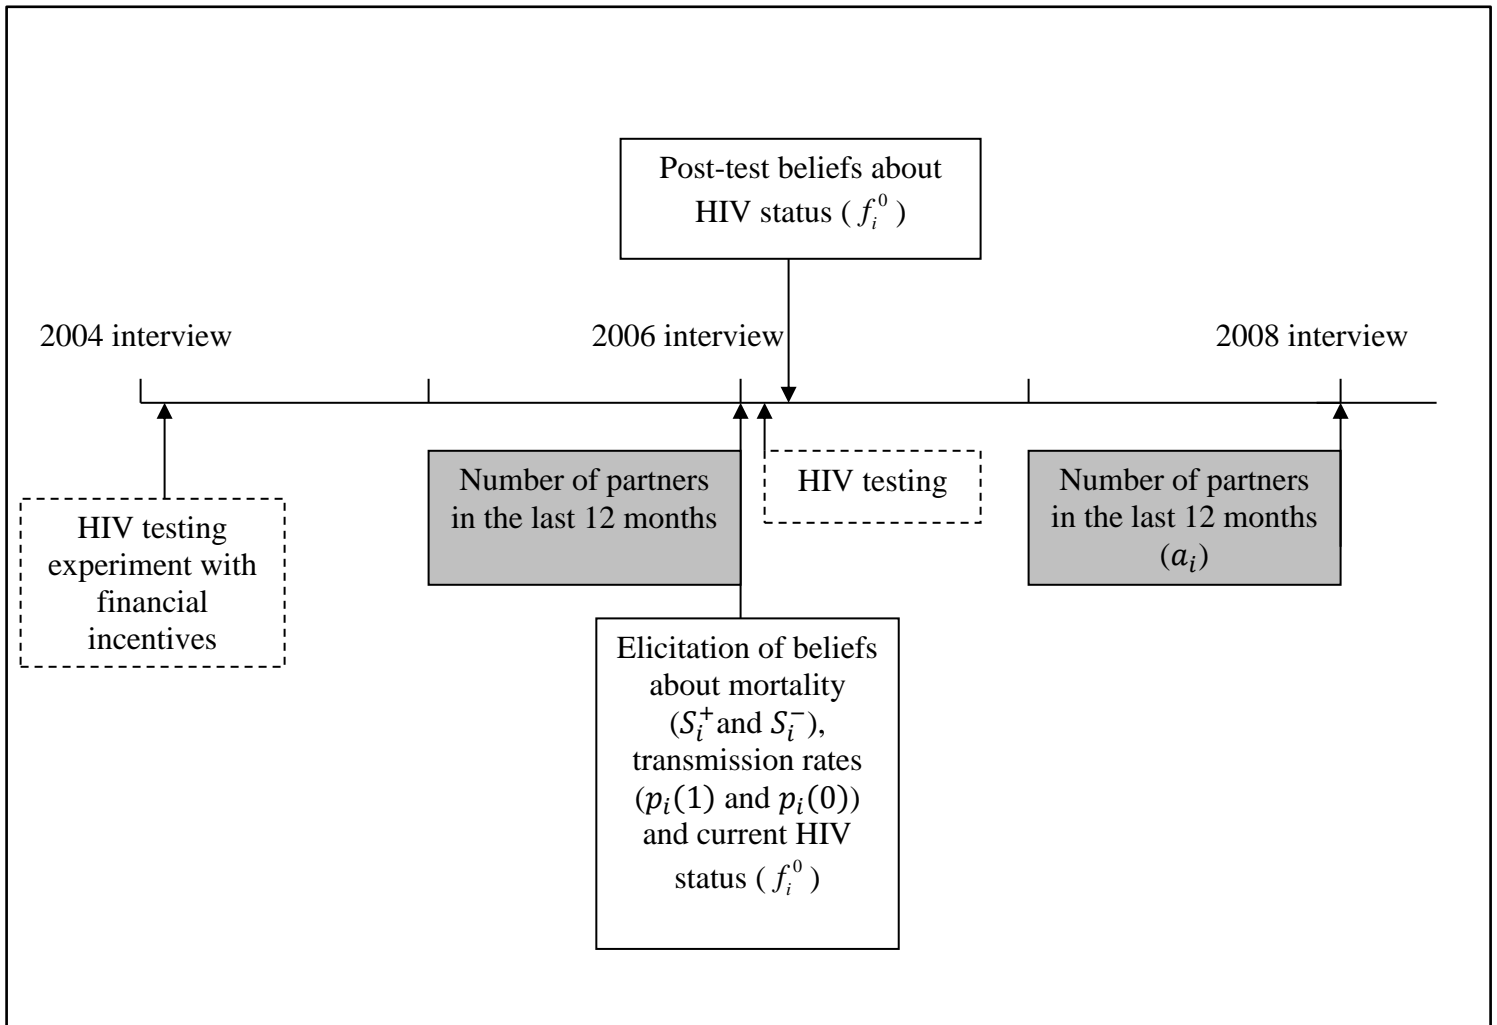 Post-test beliefs about
HIV status ( f_i^0 )
2004 interview
2006 interview
2008 interview
HIV testing
experiment with
financial
incentives
Number of partners
in the last 12 months
HIV testing
Number of partners
in the last 12 months
(a_i)
Elicitation of beliefs
about mortality
(S_i^+ and S_i^-),
transmission rates
(p_i(1) and p_i(0))
and current HIV
status ( f_i^0 )